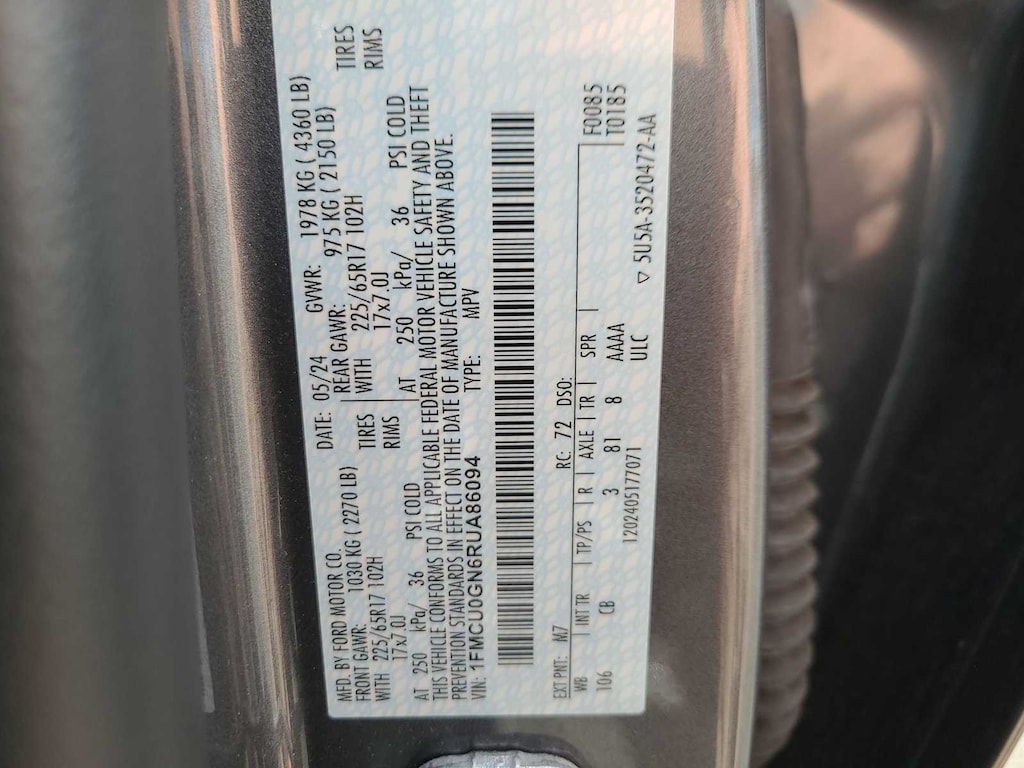 MFD. BY FORD MOTOR CO.
DATE: 05/24 GVWR: 1978 KG ( 4360 LB)
FRONT GAWR: 1030 KG ( 2270 LB) REAR GAWR: 975 KG ( 2150 LB)
WITH 225/65R17 102H TIRES WITH 225/65R17 102H TIRES
17x7.0J RIMS 17x7.0J RIMS
AT 250 kPa/ 36 PSI COLD AT 250 kPa/ 36 PSI COLD
THIS VEHICLE CONFORMS TO ALL APPLICABLE FEDERAL MOTOR VEHICLE SAFETY AND THEFT
PREVENTION STANDARDS IN EFFECT ON THE DATE OF MANUFACTURE SHOWN ABOVE.
VIN: 1FMCU0GN6RUA86094 TYPE: MPV
EXT PNT: M7 RC: 72 DSO: F0085
WB INT TR TP/PS R AXLE TR SPR T0185
106 CB 3 81 8 AAAA
1202405177071 ULC
▽ 5U5A-3520472-AA